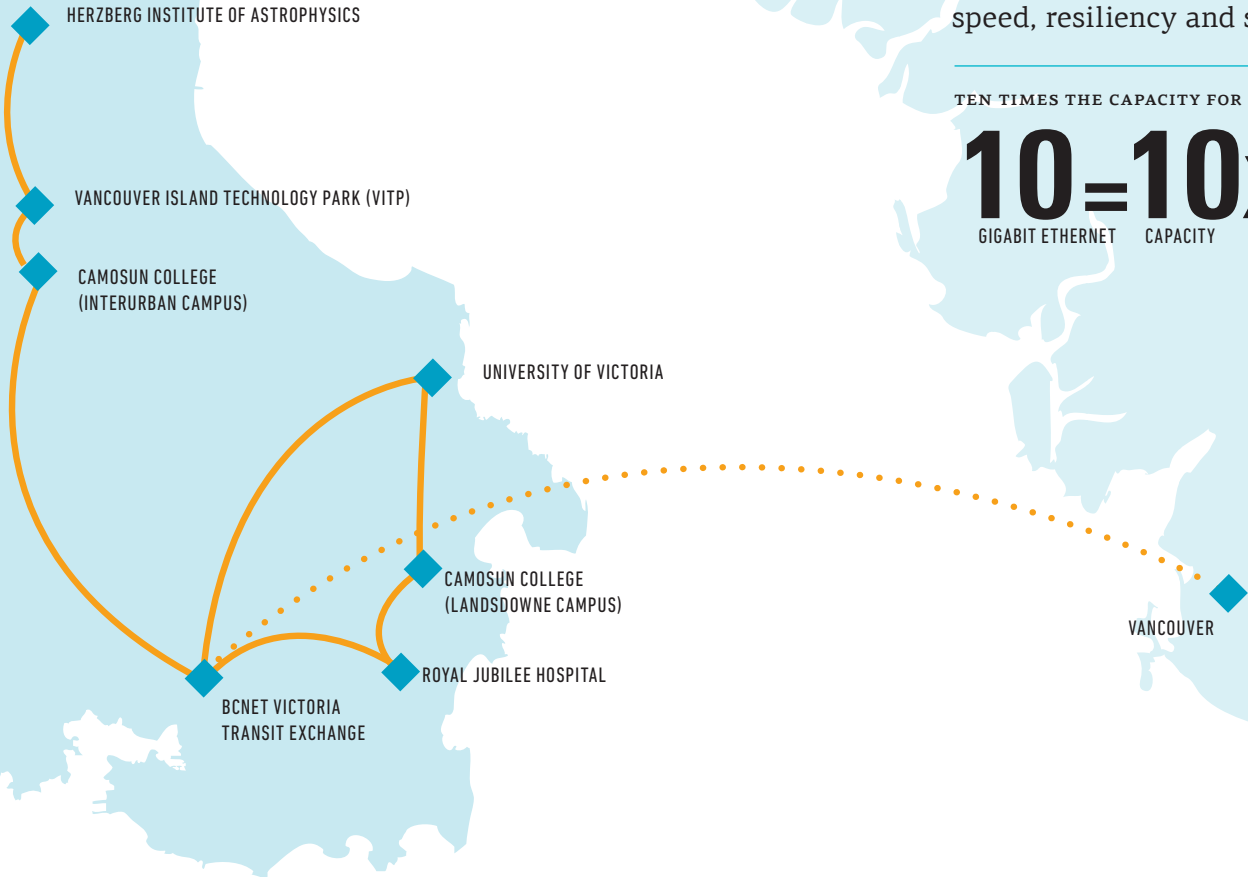 HERZBERG INSTITUTE OF ASTROPHYSICS
speed, resiliency and
TEN TIMES THE CAPACITY FOR
10=10
GIGABIT ETHERNET CAPACITY
VANCOUVER ISLAND TECHNOLOGY PARK (VITP)
CAMOSUN COLLEGE
(INTERURBAN CAMPUS)
UNIVERSITY OF VICTORIA
CAMOSUN COLLEGE
(LANDSDOWNE CAMPUS)
VANCOUVER
ROYAL JUBILEE HOSPITAL
BCNET VICTORIA
TRANSIT EXCHANGE